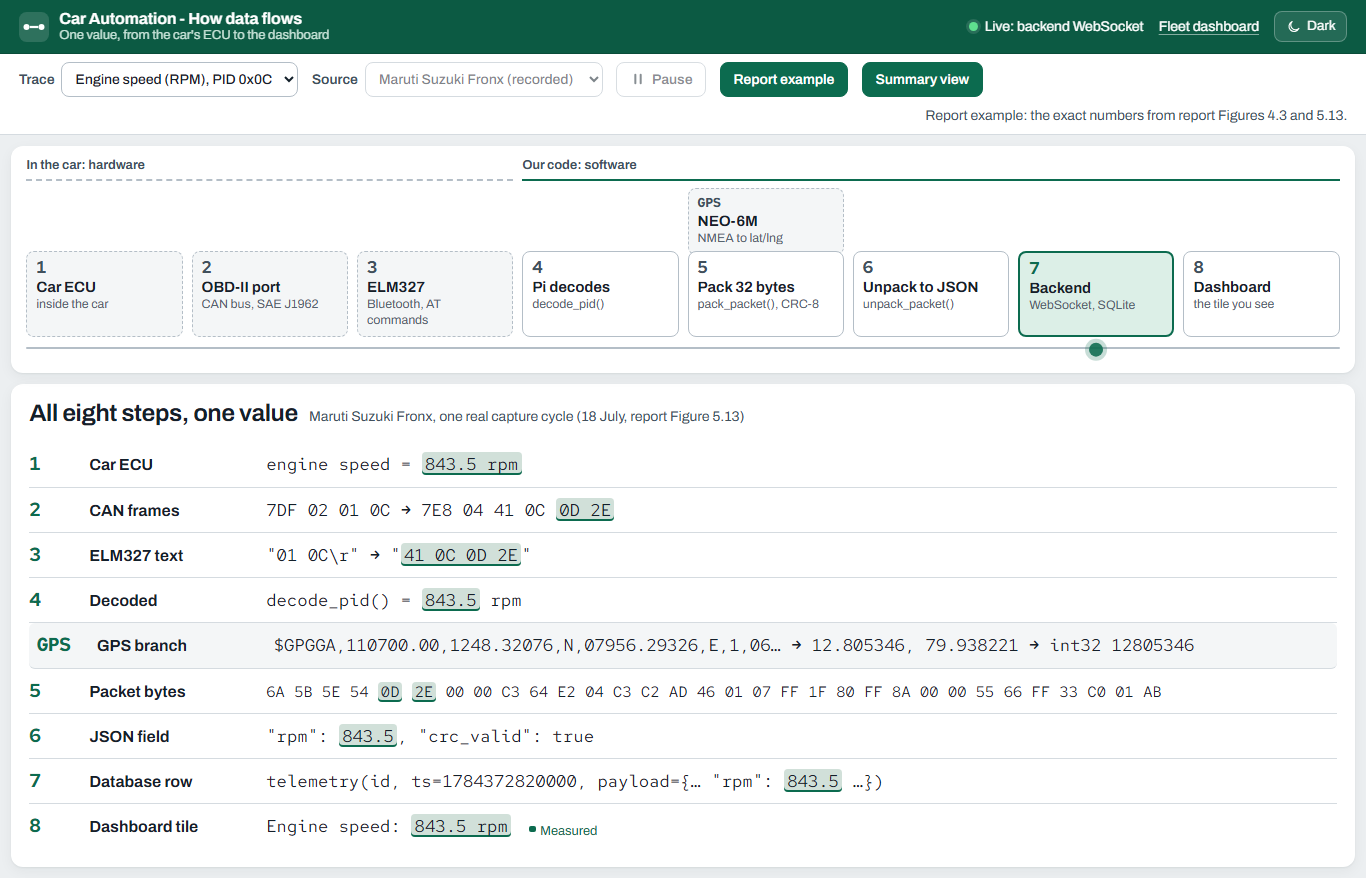 Car Automation - How data flows
One value, from the car's ECU to the dashboard
Live: backend WebSocket
Fleet dashboard
Dark
Trace
Engine speed (RPM), PID 0x0C
Source
Maruti Suzuki Fronx (recorded)
Pause
Report example
Summary view
Report example: the exact numbers from report Figures 4.3 and 5.13.
In the car: hardware
Our code: software
GPS
NEO-6M
NMEA to lat/lng
1
Car ECU
inside the car
2
OBD-II port
CAN bus, SAE J1962
3
ELM327
Bluetooth, AT
commands
4
Pi decodes
decode_pid()
5
Pack 32 bytes
pack_packet(), CRC-8
6
Unpack to JSON
unpack_packet()
7
Backend
WebSocket, SQLite
8
Dashboard
the tile you see
All eight steps, one value Maruti Suzuki Fronx, one real capture cycle (18 July, report Figure 5.13)
1 Car ECU engine speed = 843.5 rpm
2 CAN frames 7DF 02 01 0C → 7E8 04 41 0C 0D 2E
3 ELM327 text "01 0C\r" → "41 0C 0D 2E"
4 Decoded decode_pid() = 843.5 rpm
GPS GPS branch $GPGGA,110700.00,1248.32076,N,07956.29326,E,1,06… → 12.805346, 79.938221 → int32 12805346
5 Packet bytes 6A 5B 5E 54 0D 2E 00 00 C3 64 E2 04 C3 C2 AD 46 01 07 FF 1F 80 FF 8A 00 00 55 66 FF 33 C0 01 AB
6 JSON field "rpm": 843.5, "crc_valid": true
7 Database row telemetry(id, ts=1784372820000, payload={… "rpm": 843.5 …})
8 Dashboard tile Engine speed: 843.5 rpm Measured